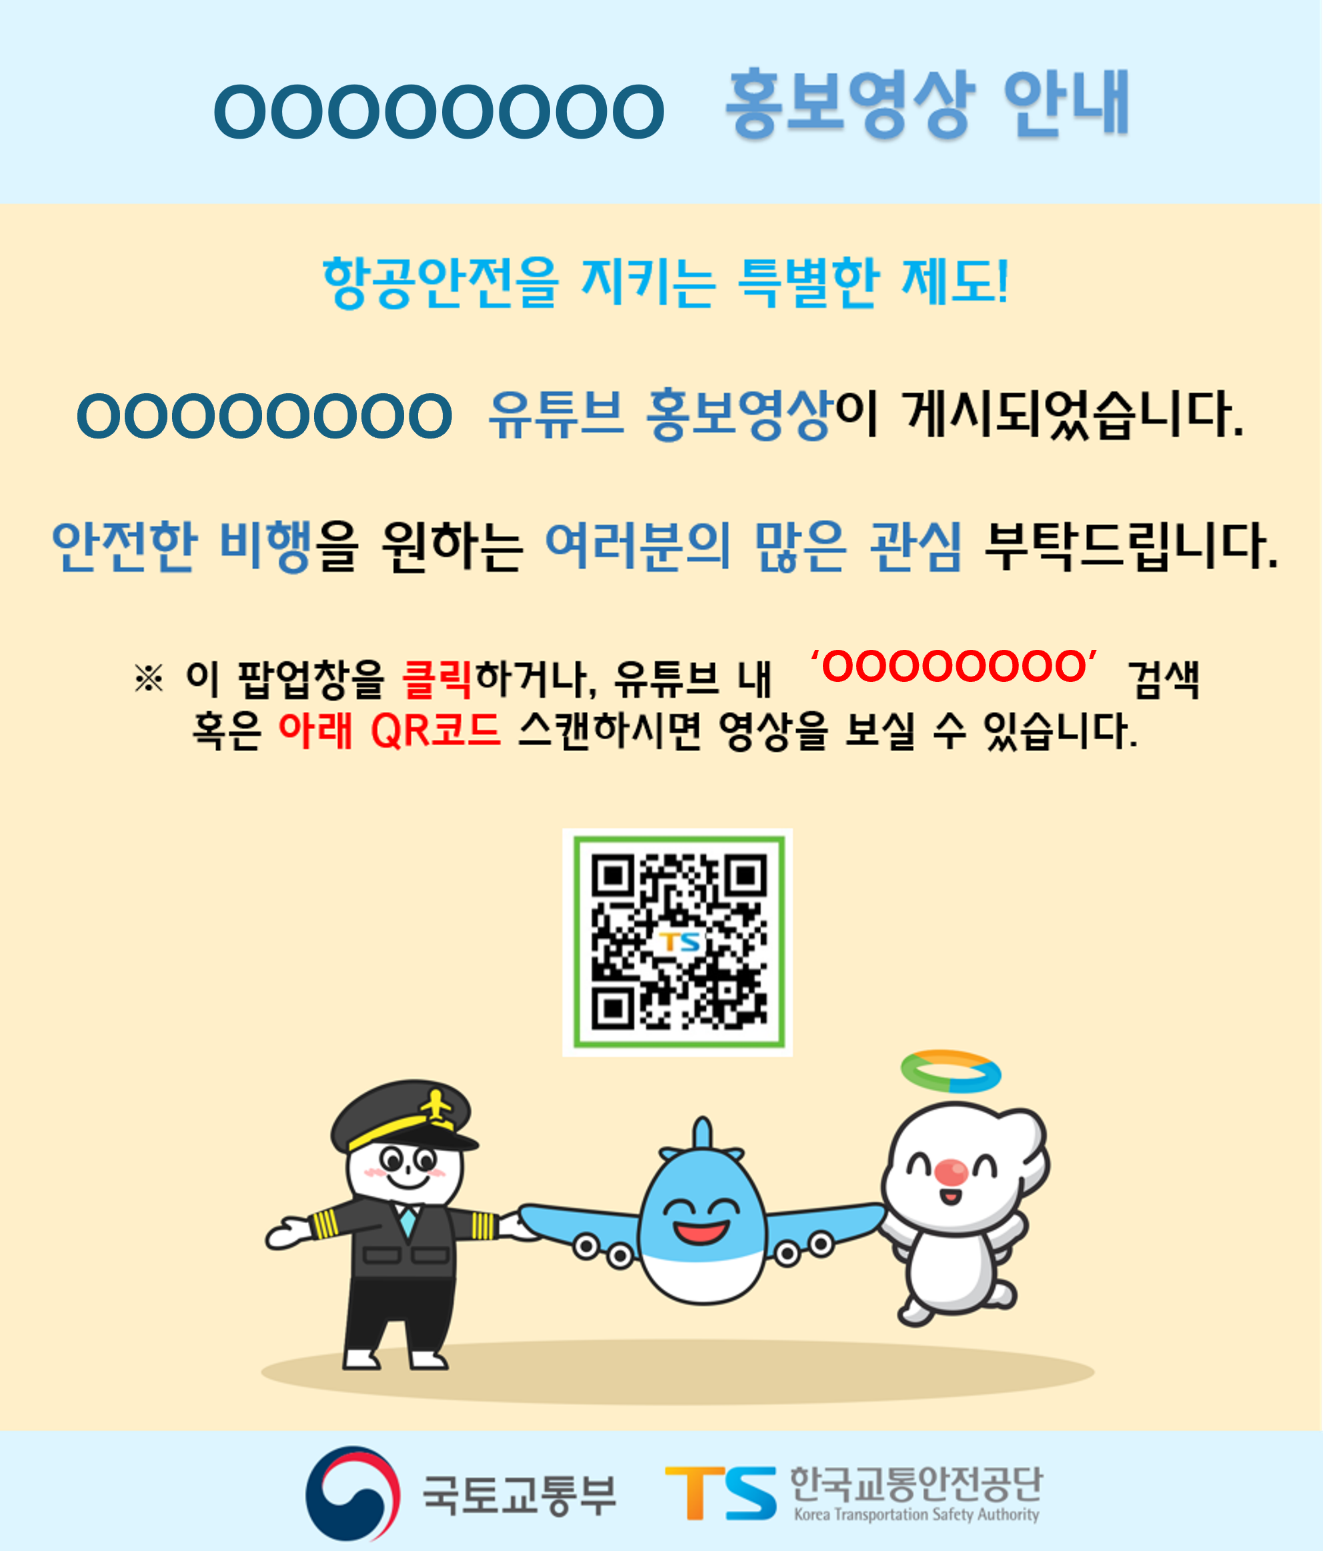 OOOOOOOO 홍보영상 안내
항공안전을 지키는 특별한 제도!
OOOOOOOO 유튜브 홍보영상이 게시되었습니다.
안전한 비행을 원하는 여러분의 많은 관심 부탁드립니다.
※ 이 팝업창을 클릭하거나, 유튜브 내 ‘OOOOOOOO’ 검색
혹은 아래 QR코드 스캔하시면 영상을 보실 수 있습니다.
TS
국토교통부
TS 한국교통안전공단
Korea Transportation Safety Authority